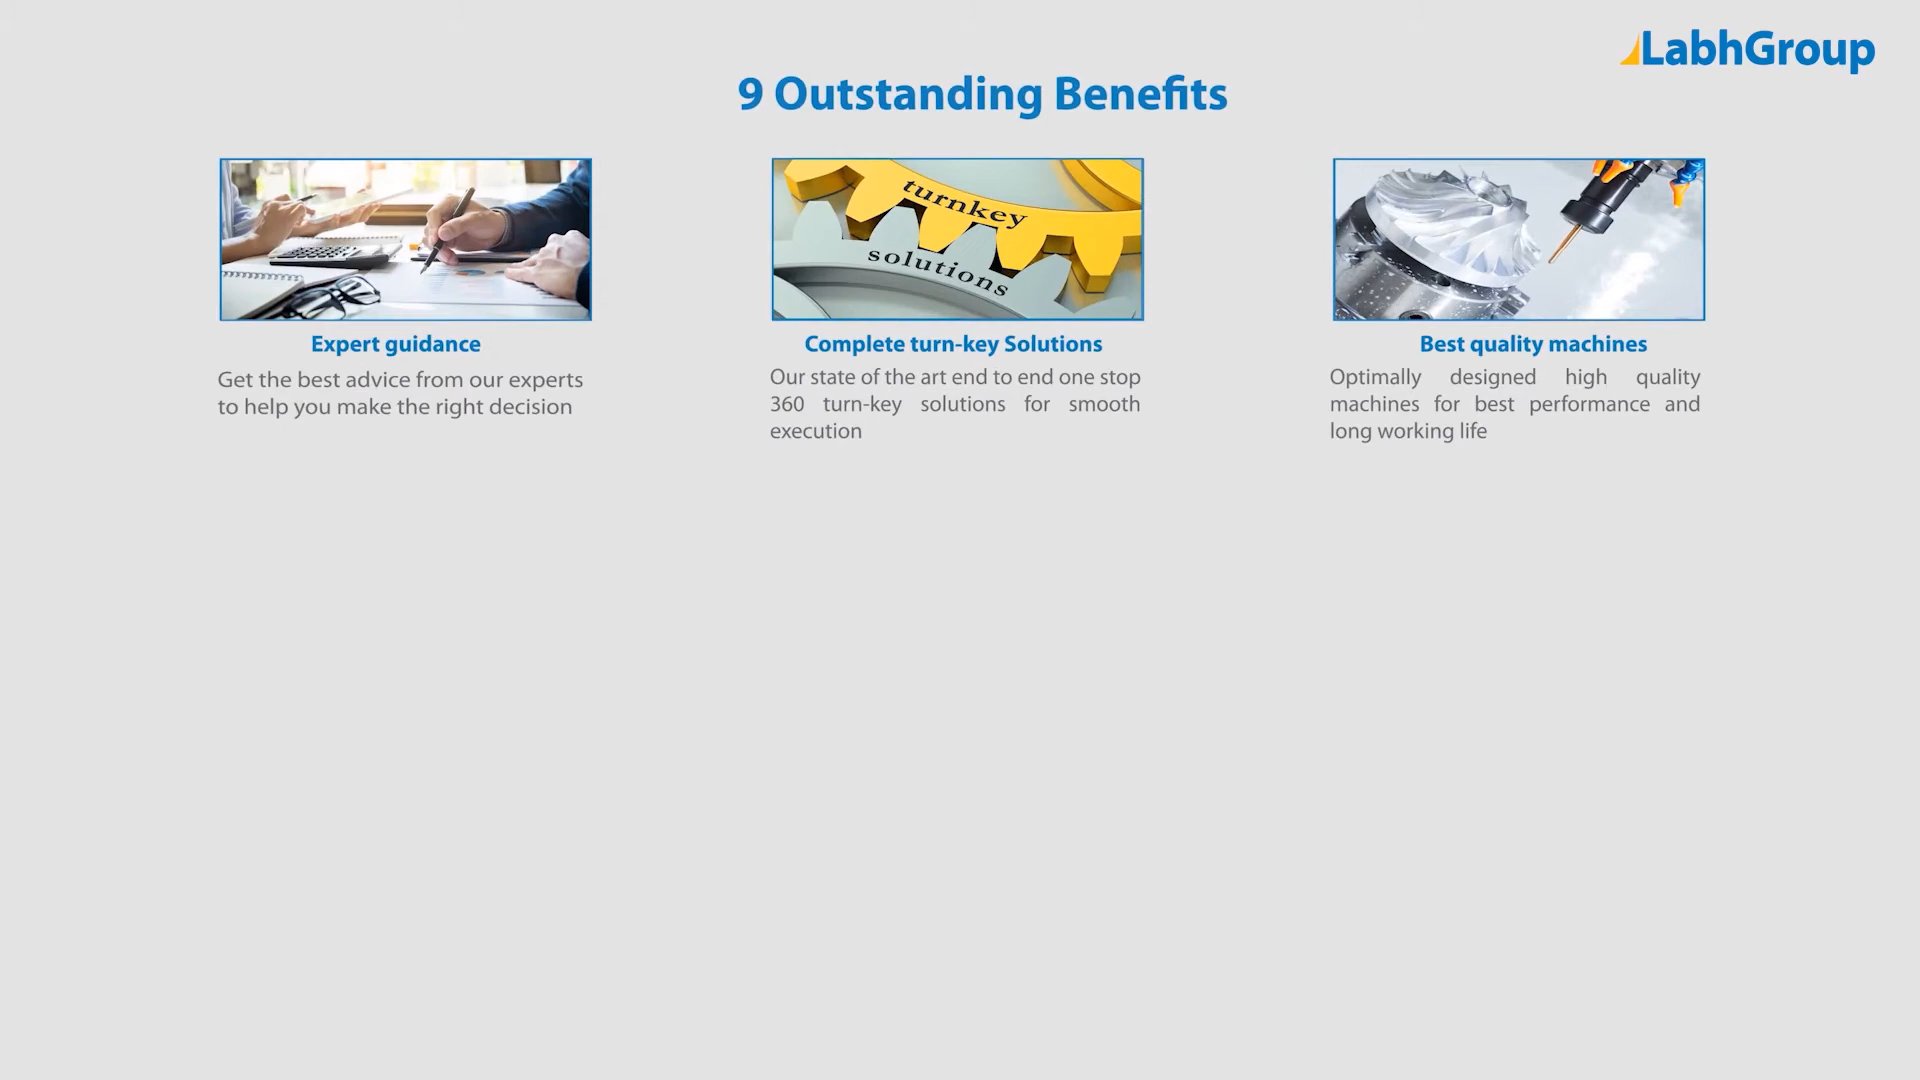 LabhGroup
9 Outstanding Benefits
turnkey
solutions
Expert guidance
Get the best advice from our experts
to help you make the right decision
Complete turn-key Solutions
Our state of the art end to end one stop
360 turn-key solutions for smooth
execution
Best quality machines
Optimally designed high quality
machines for best performance and
long working life